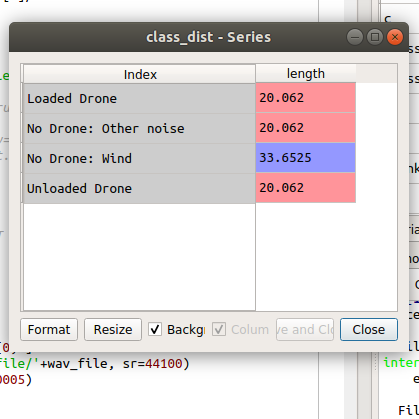 class_dist - Series
Index length
Loaded Drone 20.062
No Drone: Other noise 20.062
No Drone: Wind 33.6525
Unloaded Drone 20.062
Format Resize Backg Colum ve and Cl Close
file/'+wav_file, sr=44100)
0005)
inter
Fil